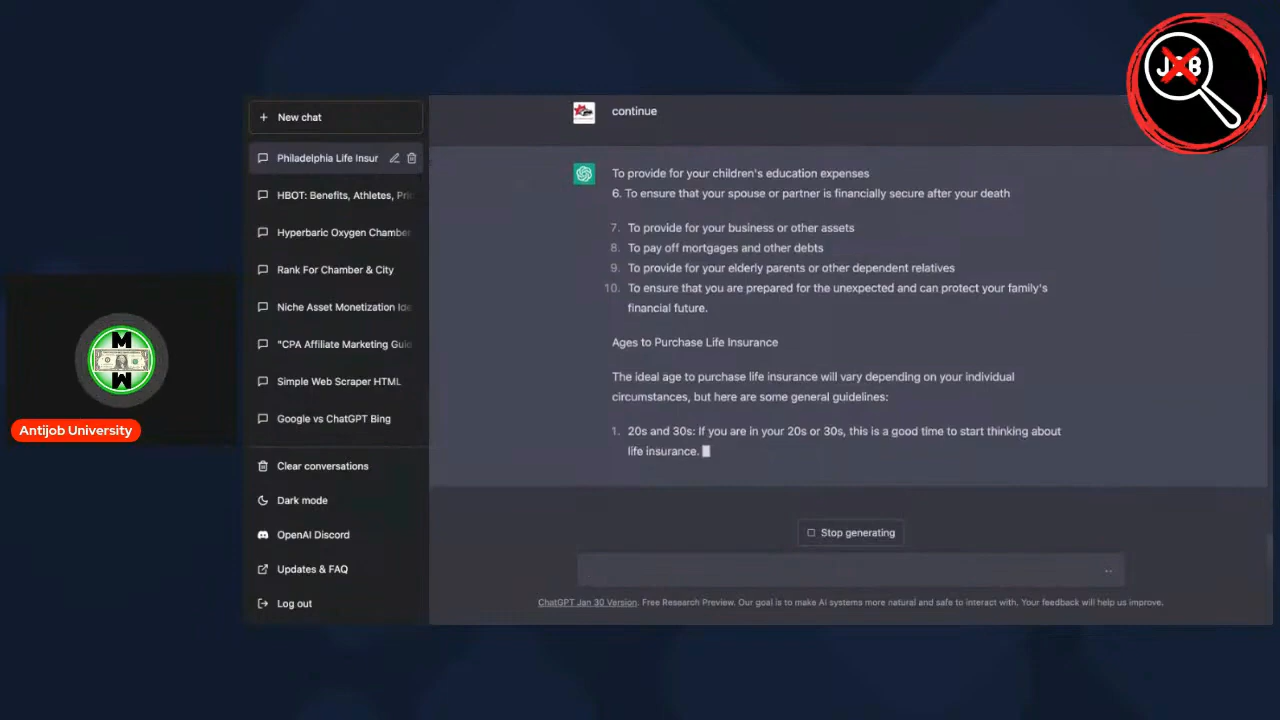 JOB
+ New chat
Philadelphia Life Insur
HBOT: Benefits, Athletes, Pri
Hyperbaric Oxygen Chamber
Rank For Chamber & City
Niche Asset Monetization Ide
"CPA Affiliate Marketing Guid
Simple Web Scraper HTML
Google vs ChatGPT Bing
Clear conversations
Dark mode
OpenAI Discord
Updates & FAQ
Log out
M
M
Antijob University
continue
To provide for your children's education expenses
6. To ensure that your spouse or partner is financially secure after your death
7. To provide for your business or other assets
8. To pay off mortgages and other debts
9. To provide for your elderly parents or other dependent relatives
10. To ensure that you are prepared for the unexpected and can protect your family's
financial future.
Ages to Purchase Life Insurance
The ideal age to purchase life insurance will vary depending on your individual
circumstances, but here are some general guidelines:
1. 20s and 30s: If you are in your 20s or 30s, this is a good time to start thinking about
life insurance.
Stop generating
ChatGPT Jan 30 Version. Free Research Preview. Our goal is to make AI systems more natural and safe to interact with. Your feedback will help us improve.